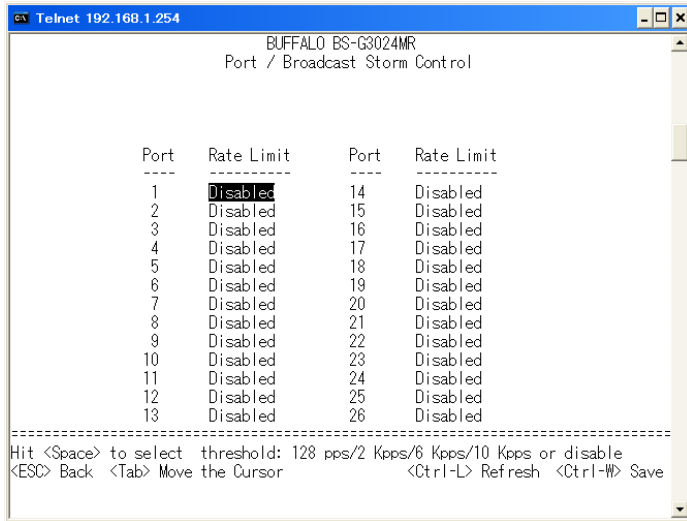 Telnet 192.168.1.254
BUFFALO BS-G3024MR
Port / Broadcast Storm Control
Port Rate Limit Port Rate Limit
---- ---------- ---- ----------
1 Disabled 14 Disabled
2 Disabled 15 Disabled
3 Disabled 16 Disabled
4 Disabled 17 Disabled
5 Disabled 18 Disabled
6 Disabled 19 Disabled
7 Disabled 20 Disabled
8 Disabled 21 Disabled
9 Disabled 22 Disabled
10 Disabled 23 Disabled
11 Disabled 24 Disabled
12 Disabled 25 Disabled
13 Disabled 26 Disabled
================================================================================
Hit <Space> to select threshold: 128 pps/2 Kpps/6 Kpps/10 Kpps or disable
<ESC> Back <Tab> Move the Cursor <Ctrl-L> Refresh <Ctrl-W> Save